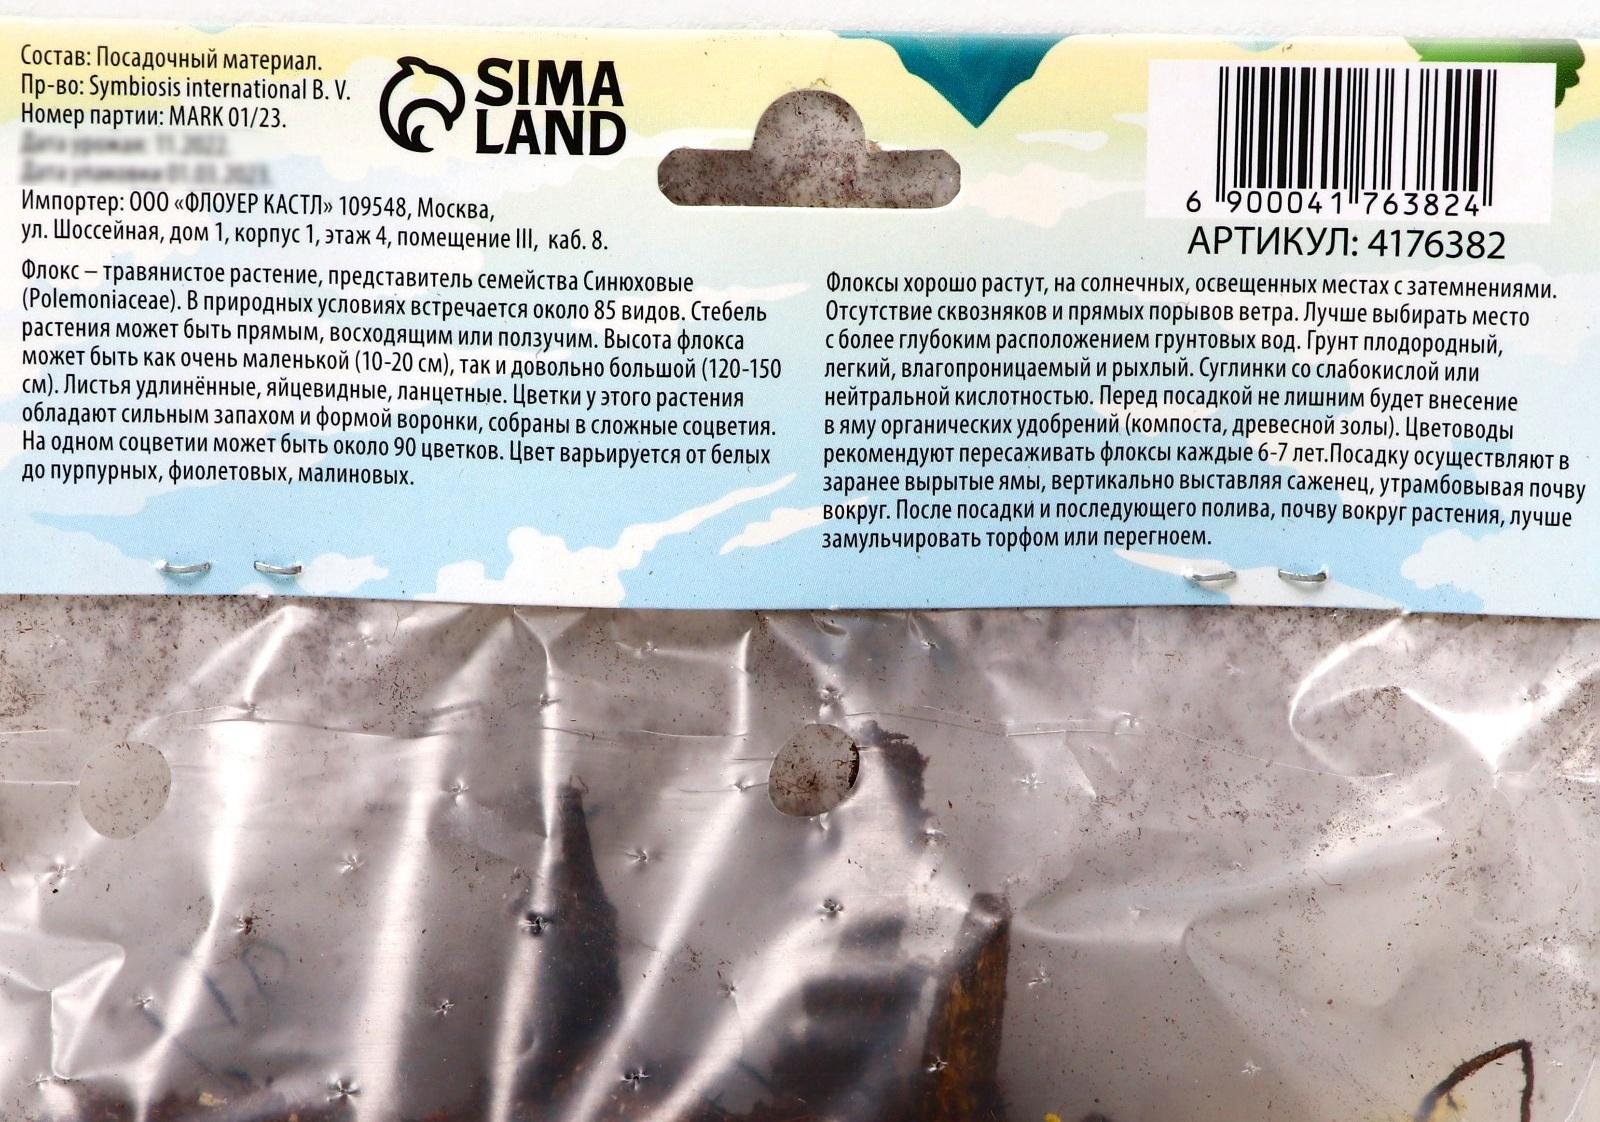 Состав: Посадочный материал.
Пр-во: Symbiosis international B. V.
Номер партии: MARK 01/23.
Дата урожая: 11.2022.
Дата упаковки 01.03.2023.
Импортер: ООО «ФЛОУЕР КАСТЛ» 109548, Москва,
ул. Шоссейная, дом 1, корпус 1, этаж 4, помещение III, каб. 8.
SIMA
LAND
6 900041 763824
АРТИКУЛ: 4176382
Флокс – травянистое растение, представитель семейства Синюховые
(Polemoniaceae). В природных условиях встречается около 85 видов. Стебель
растения может быть прямым, восходящим или ползучим. Высота флокса
может быть как очень маленькой (10-20 см), так и довольно большой (120-150
см). Листья удлинённые, яйцевидные, ланцетные. Цветки у этого растения
обладают сильным запахом и формой воронки, собраны в сложные соцветия.
На одном соцветии может быть около 90 цветков. Цвет варьируется от белых
до пурпурных, фиолетовых, малиновых.
Флоксы хорошо растут, на солнечных, освещенных местах с затемнениями.
Отсутствие сквозняков и прямых порывов ветра. Лучше выбирать место
с более глубоким расположением грунтовых вод. Грунт плодородный,
легкий, влагопроницаемый и рыхлый. Суглинки со слабокислой или
нейтральной кислотностью. Перед посадкой не лишним будет внесение
в яму органических удобрений (компоста, древесной золы). Цветоводы
рекомендуют пересаживать флоксы каждые 6-7 лет.Посадку осуществляют в
заранее вырытые ямы, вертикально выставляя саженец, утрамбовывая почву
вокруг. После посадки и последующего полива, почву вокруг растения, лучше
замульчировать торфом или перегноем.